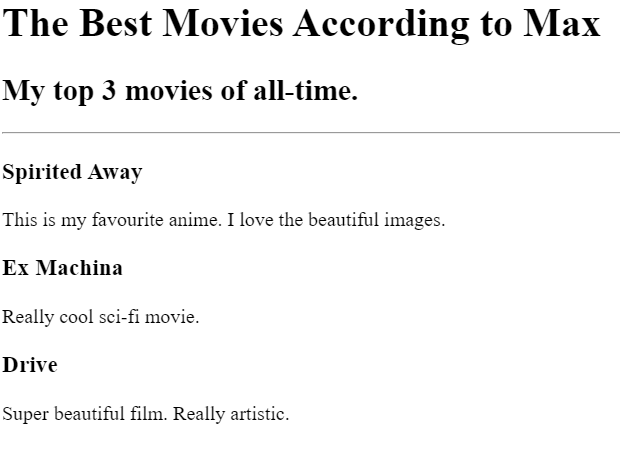 The Best Movies According to Max
My top 3 movies of all-time.
Spirited Away
This is my favourite anime. I love the beautiful images.
Ex Machina
Really cool sci-fi movie.
Drive
Super beautiful film. Really artistic.